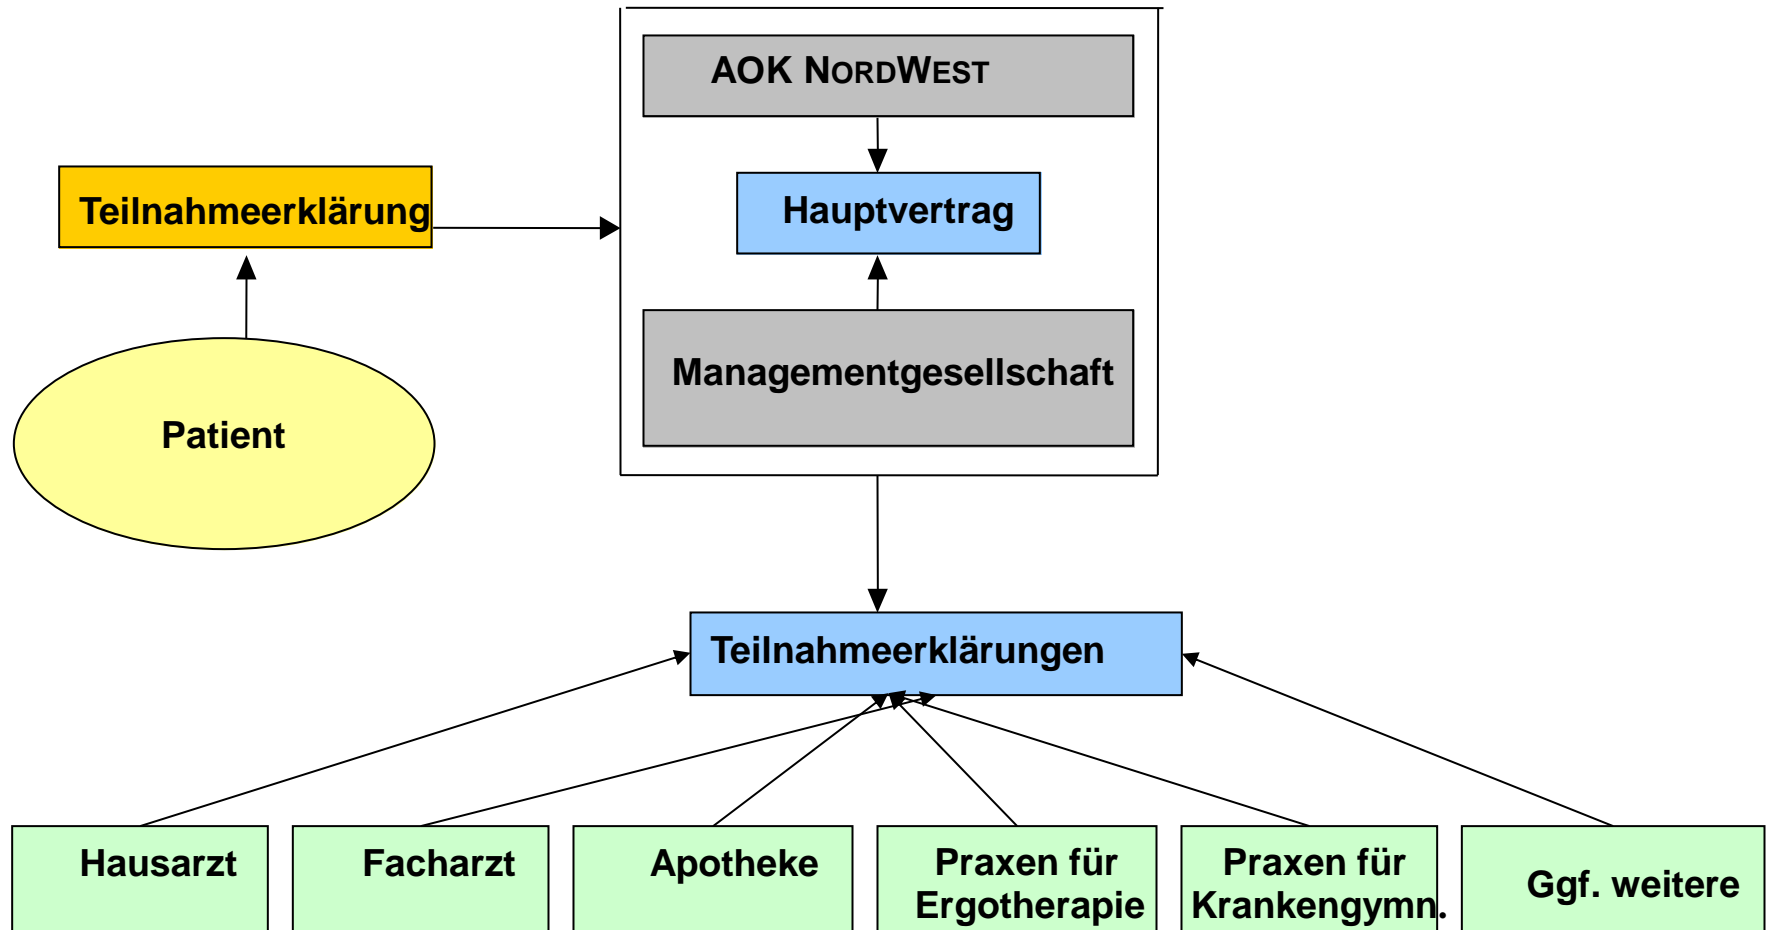 AOK NORDWEST
Teilnahmeerklärung
Hauptvertrag
Managementgesellschaft
Patient
Teilnahmeerklärungen
Hausarzt
Facharzt
Apotheke
Praxen für
Ergotherapie
Praxen für
Krankengymn.
Ggf. weitere